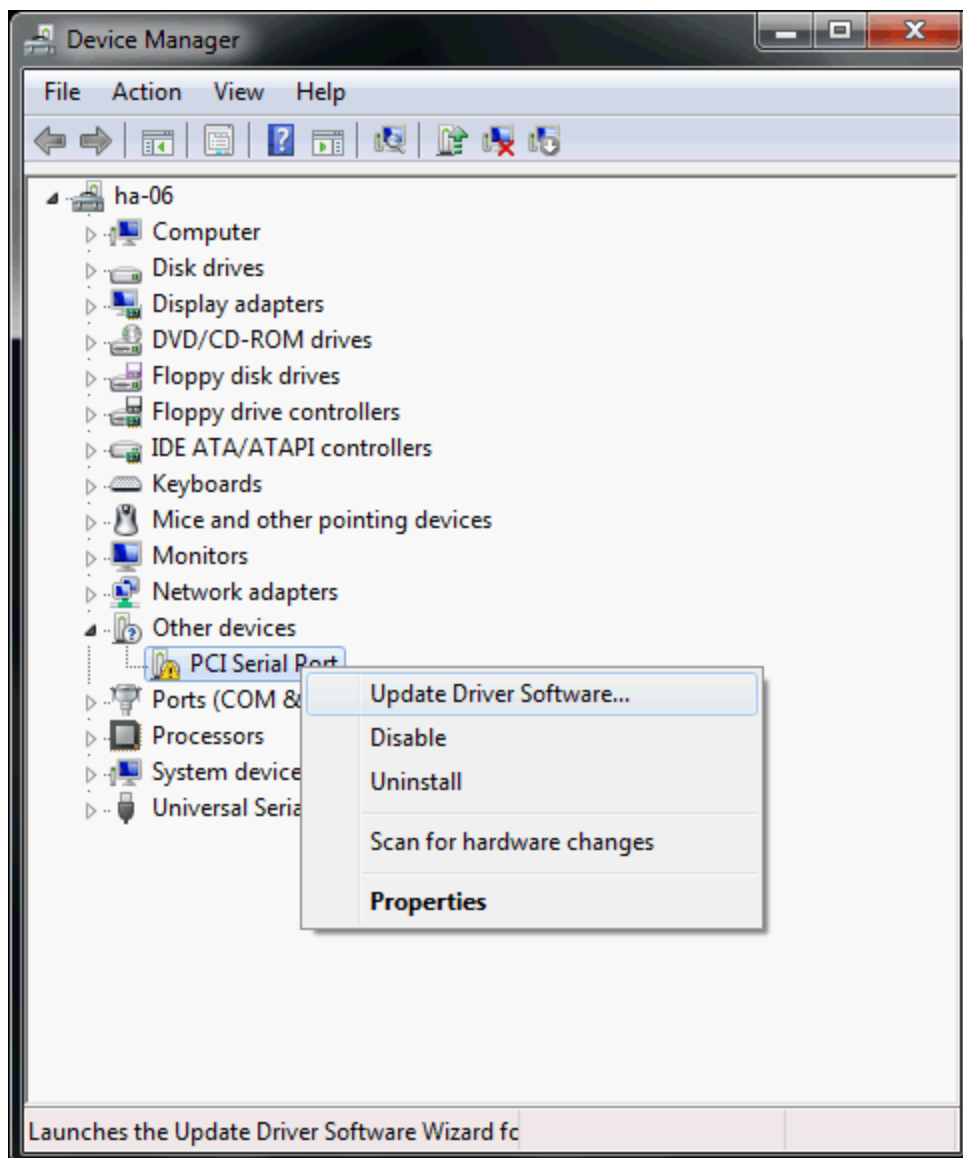 Device Manager
File Action View Help
ha-06
Computer
Disk drives
Display adapters
DVD/CD-ROM drives
Floppy disk drives
Floppy drive controllers
IDE ATA/ATAPI controllers
Keyboards
Mice and other pointing devices
Monitors
Network adapters
Other devices
PCI Serial Port
Ports (COM &
Processors
System device
Universal Seria
Update Driver Software...
Disable
Uninstall
Scan for hardware changes
Properties
Launches the Update Driver Software Wizard fo